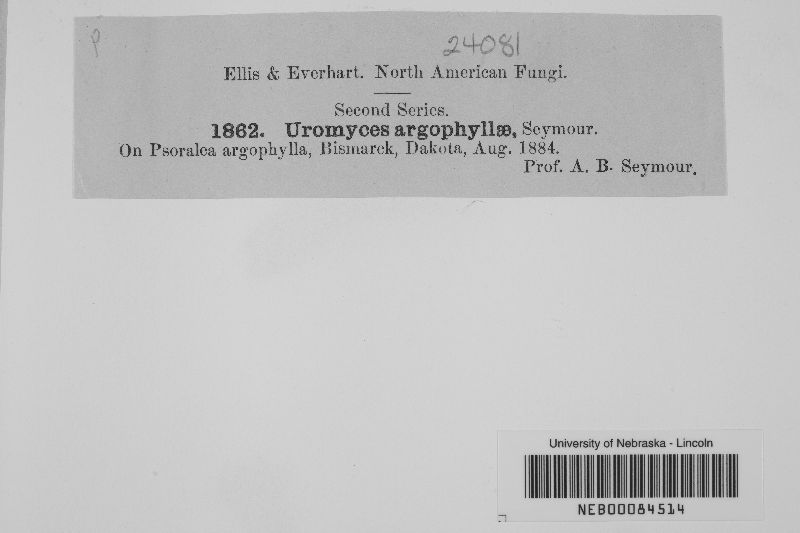 p
24081
Ellis & Everhart. North American Fungi.
Second Series.
1862. Uromyces argophyllæ, Seymour.
On Psoralea argophylla, Bismarck, Dakota, Aug. 1884.
Prof. A. B. Seymour.
University of Nebraska - Lincoln
NEB00084514